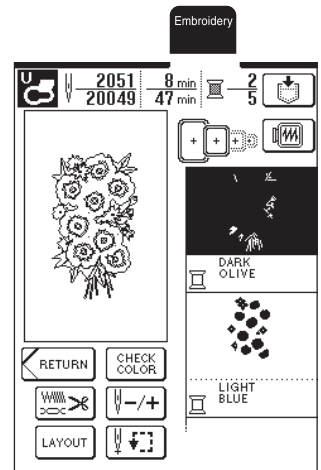 Embroidery
U 2051 8 min 2
20049 47 min 5
DARK
OLIVE
LIGHT
BLUE
RETURN
CHECK
COLOR
-/+
LAYOUT